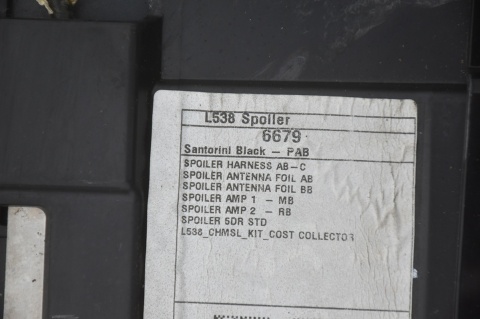 L538 Spoiler
6679
Santorini Black – PAB
SPOILER HARNESS AB-C
SPOILER ANTENNA FOIL AB
SPOILER ANTENNA FOIL BB
SPOILER AMP 1 - MB
SPOILER AMP 2 - RB
SPOILER 5DR STD
L538_CHMSL_KIT_COST COLLECTOR